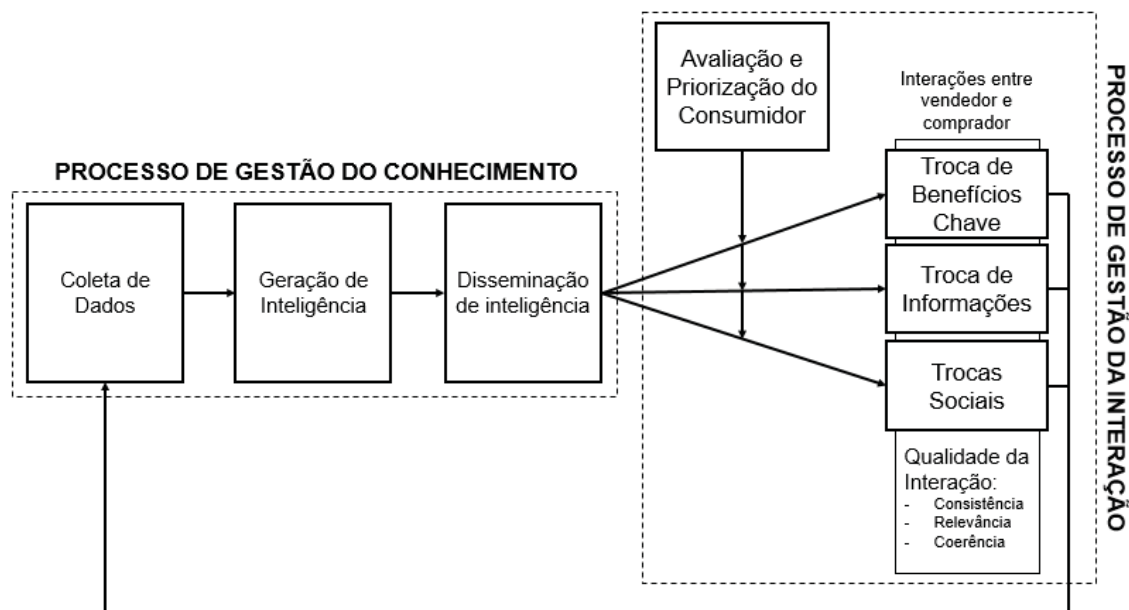 PROCESSO DE GESTÃO DO CONHECIMENTO
Coleta de
Dados
Geração de
Inteligência
Disseminação
de inteligência
Avaliação e
Priorização do
Consumidor
Interações entre
vendedor e
comprador
Troca de
Benefícios
Chave
Troca de
Informações
Trocas
Sociais
Qualidade da
Interação:
- Consistência
- Relevância
- Coerência
PROCESSO DE GESTÃO DA INTERAÇÃO